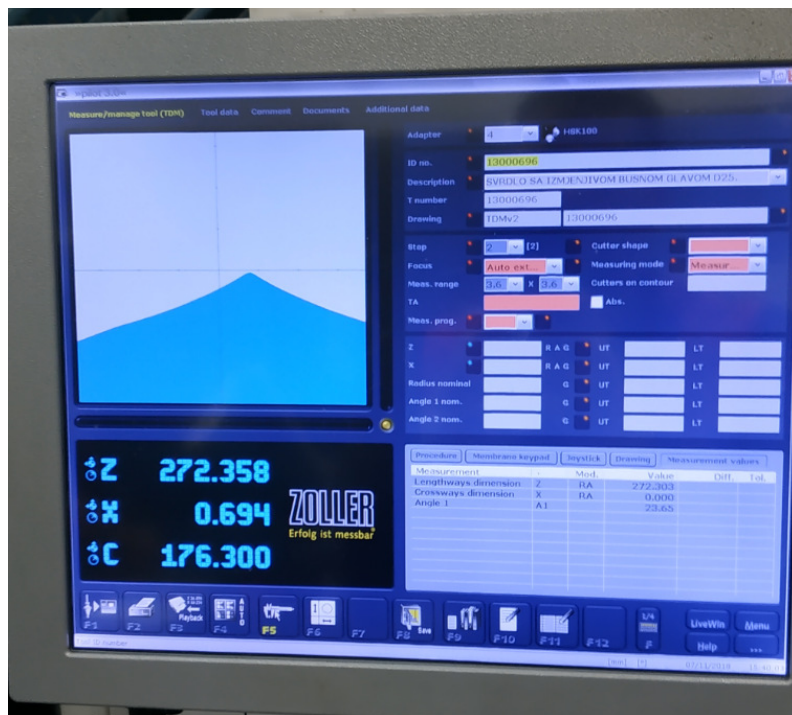 »pilot 3.0«
Measure/manage tool (TDM) Tool data Comment Documents Additional data
Adapter 4 HSK100
ID no. 13000696
Description SVRDLO SA IZMJENJIVOM BUSNOM GLAVOM D25.
T number 13000696
Drawing TDMv2 13000696
Step 2 [2] Cutter shape
Focus Auto ext... Measuring mode Measur...
Meas. range 3.6 X 3.6 Cutters on contour
TA Abs.
Meas. prog.
Z R A G UT LT
X R A G UT LT
Radius nominal G UT LT
Angle 1 nom. G UT LT
Angle 2 nom. G UT LT
Z 272.358
X 0.694
C 176.300
ZOLLER
Erfolg ist messbar
Procedure Membrane keypad Joystick Drawing Measurement values
Measurement - Mod. Value Diff. Tol.
Lengthways dimension Z RA 272.303
Crossways dimension X RA 0.000
Angle 1 A1 23.65
F1 F2 Playback F3 AUTO F4 F5 F6 F7 F8 Save F9 F10 F11 F12 1/4 F
LiveWin Menu
Help ...
[mm] [°] 07/11/2018